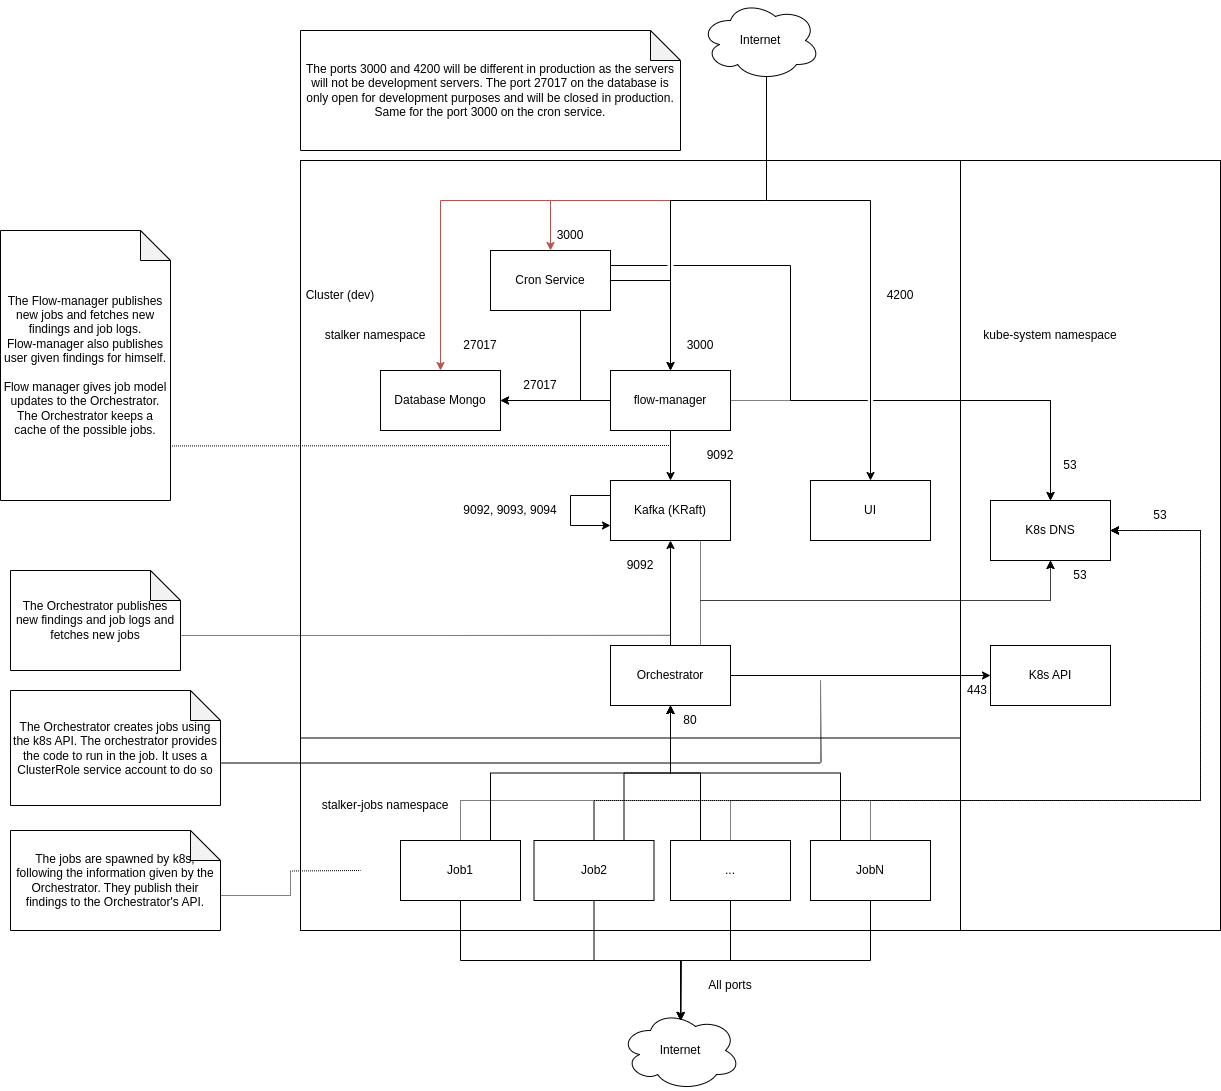 Internet
The ports 3000 and 4200 will be different in production as the servers
will not be development servers. The port 27017 on the database is
only open for development purposes and will be closed in production.
Same for the port 3000 on the cron service.
3000
Cron Service
Cluster (dev)
4200
stalker namespace
27017
3000
kube-system namespace
The Flow-manager publishes
new jobs and fetches new
findings and job logs.
Flow-manager also publishes
user given findings for himself.
Flow manager gives job model
updates to the Orchestrator.
The Orchestrator keeps a
cache of the possible jobs.
27017
Database Mongo
flow-manager
9092
53
9092, 9093, 9094
Kafka (KRaft)
UI
K8s DNS
53
9092
53
The Orchestrator publishes
new findings and job logs and
fetches new jobs
Orchestrator
K8s API
443
80
The Orchestrator creates jobs using
the k8s API. The orchestrator provides
the code to run in the job. It uses a
ClusterRole service account to do so
stalker-jobs namespace
The jobs are spawned by k8s,
following the information given by the
Orchestrator. They publish their
findings to the Orchestrator's API.
Job1
Job2
...
JobN
All ports
Internet